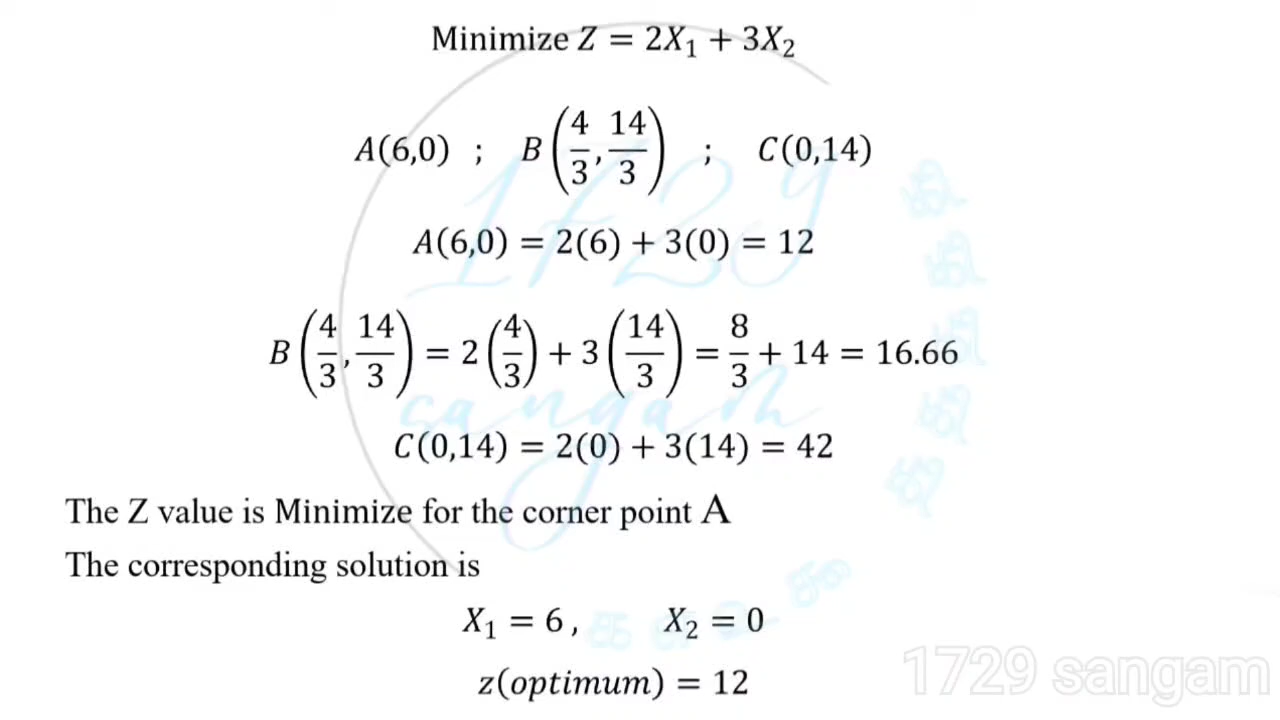 Minimize Z = 2X₁ + 3X₂
A(6,0) ; B(4/3, 14/3) ; C(0,14)
A(6,0) = 2(6) + 3(0) = 12
B(4/3, 14/3) = 2(4/3) + 3(14/3) = 8/3 + 14 = 16.66
C(0,14) = 2(0) + 3(14) = 42
The Z value is Minimize for the corner point A
The corresponding solution is
X₁ = 6 , X₂ = 0
z(optimum) = 12
1729 sangam
1729
sangam